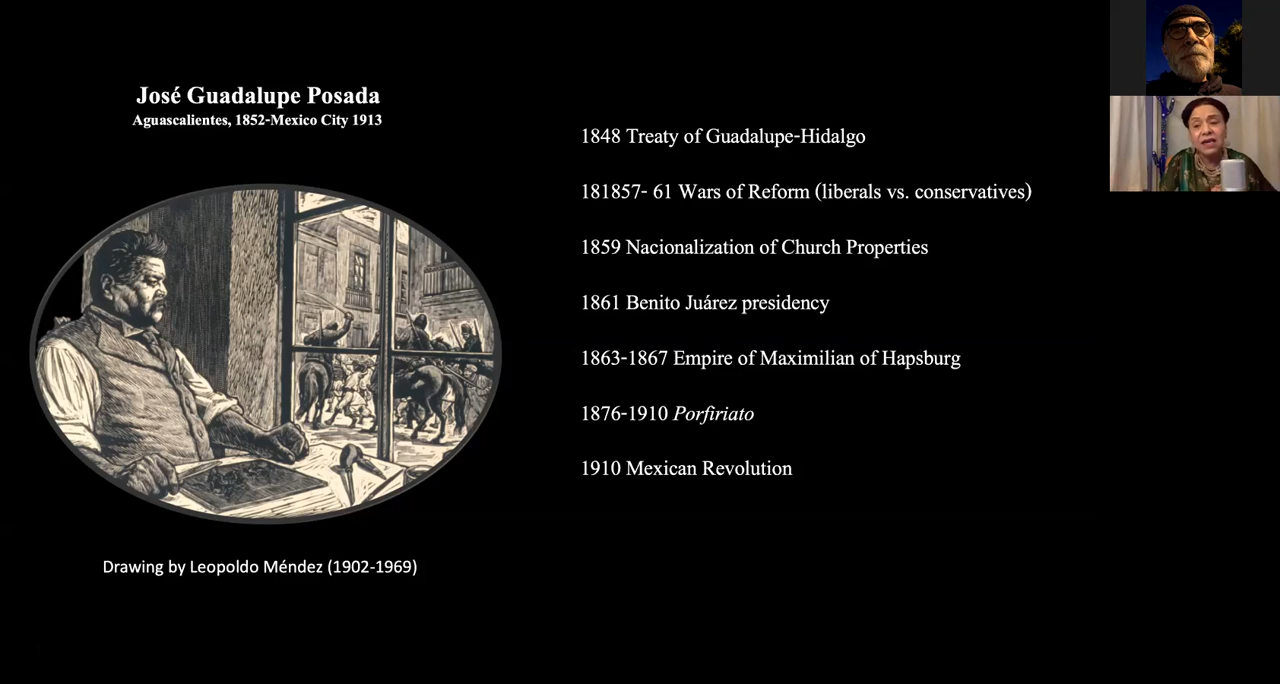 José Guadalupe Posada
Aguascalientes, 1852-Mexico City 1913
1848 Treaty of Guadalupe-Hidalgo
181857- 61 Wars of Reform (liberals vs. conservatives)
1859 Nacionalization of Church Properties
1861 Benito Juárez presidency
1863-1867 Empire of Maximilian of Hapsburg
1876-1910 Porfiriato
1910 Mexican Revolution
Drawing by Leopoldo Méndez (1902-1969)